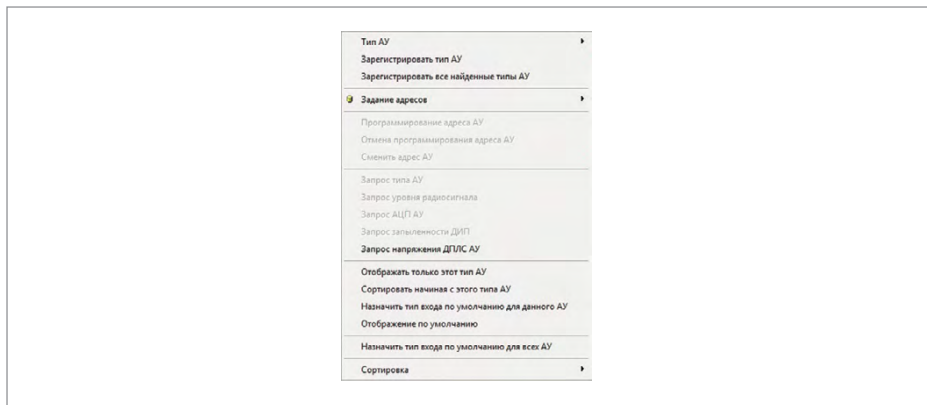 Тип АУ
Зарегистрировать тип АУ
Зарегистрировать все найденные типы АУ
Задание адресов
Программирование адреса АУ
Отмена программирования адреса АУ
Сменить адрес АУ
Запрос типа АУ
Запрос уровня радиосигнала
Запрос АЦП АУ
Запрос запыленности ДИП
Запрос напряжения ДПЛС АУ
Отображать только этот тип АУ
Сортировать начиная с этого типа АУ
Назначить тип входа по умолчанию для данного АУ
Отображение по умолчанию
Назначить тип входа по умолчанию для всех АУ
Сортировка